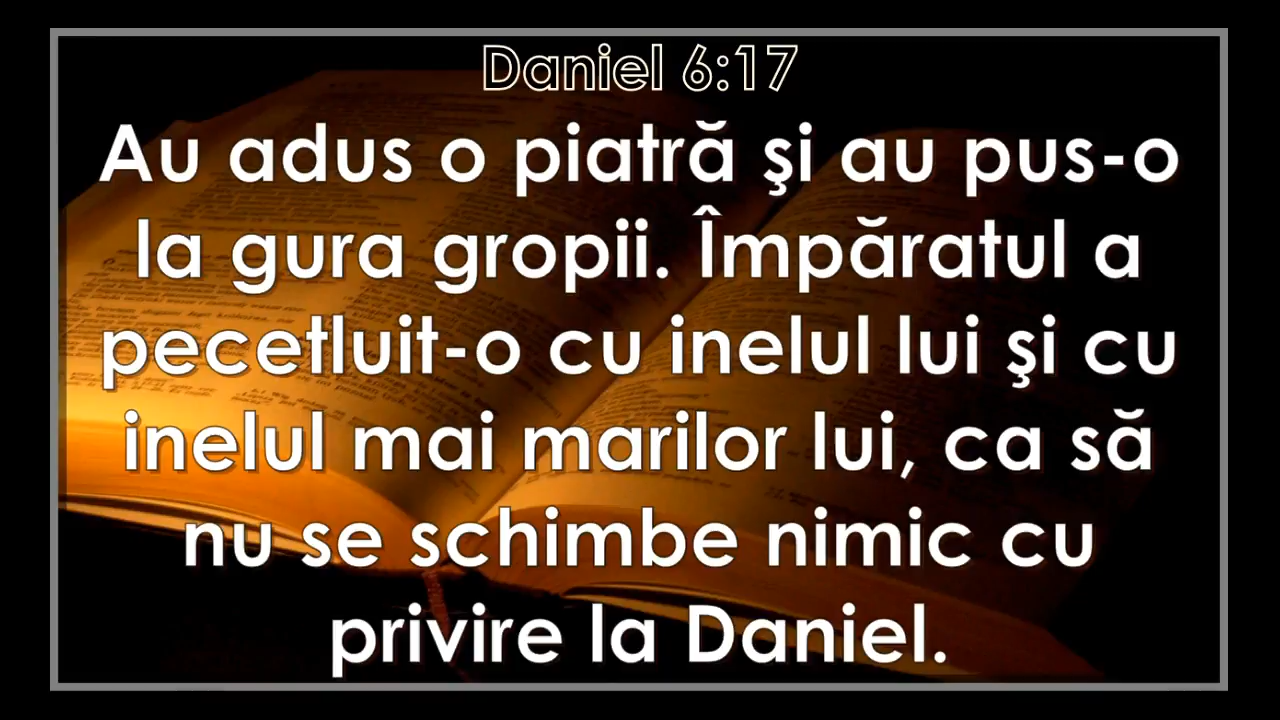 Daniel 6:17
Au adus o piatră şi au pus-o
la gura gropii. Împăratul a
pecetluit-o cu inelul lui şi cu
inelul mai marilor lui, ca să
nu se schimbe nimic cu
privire la Daniel.